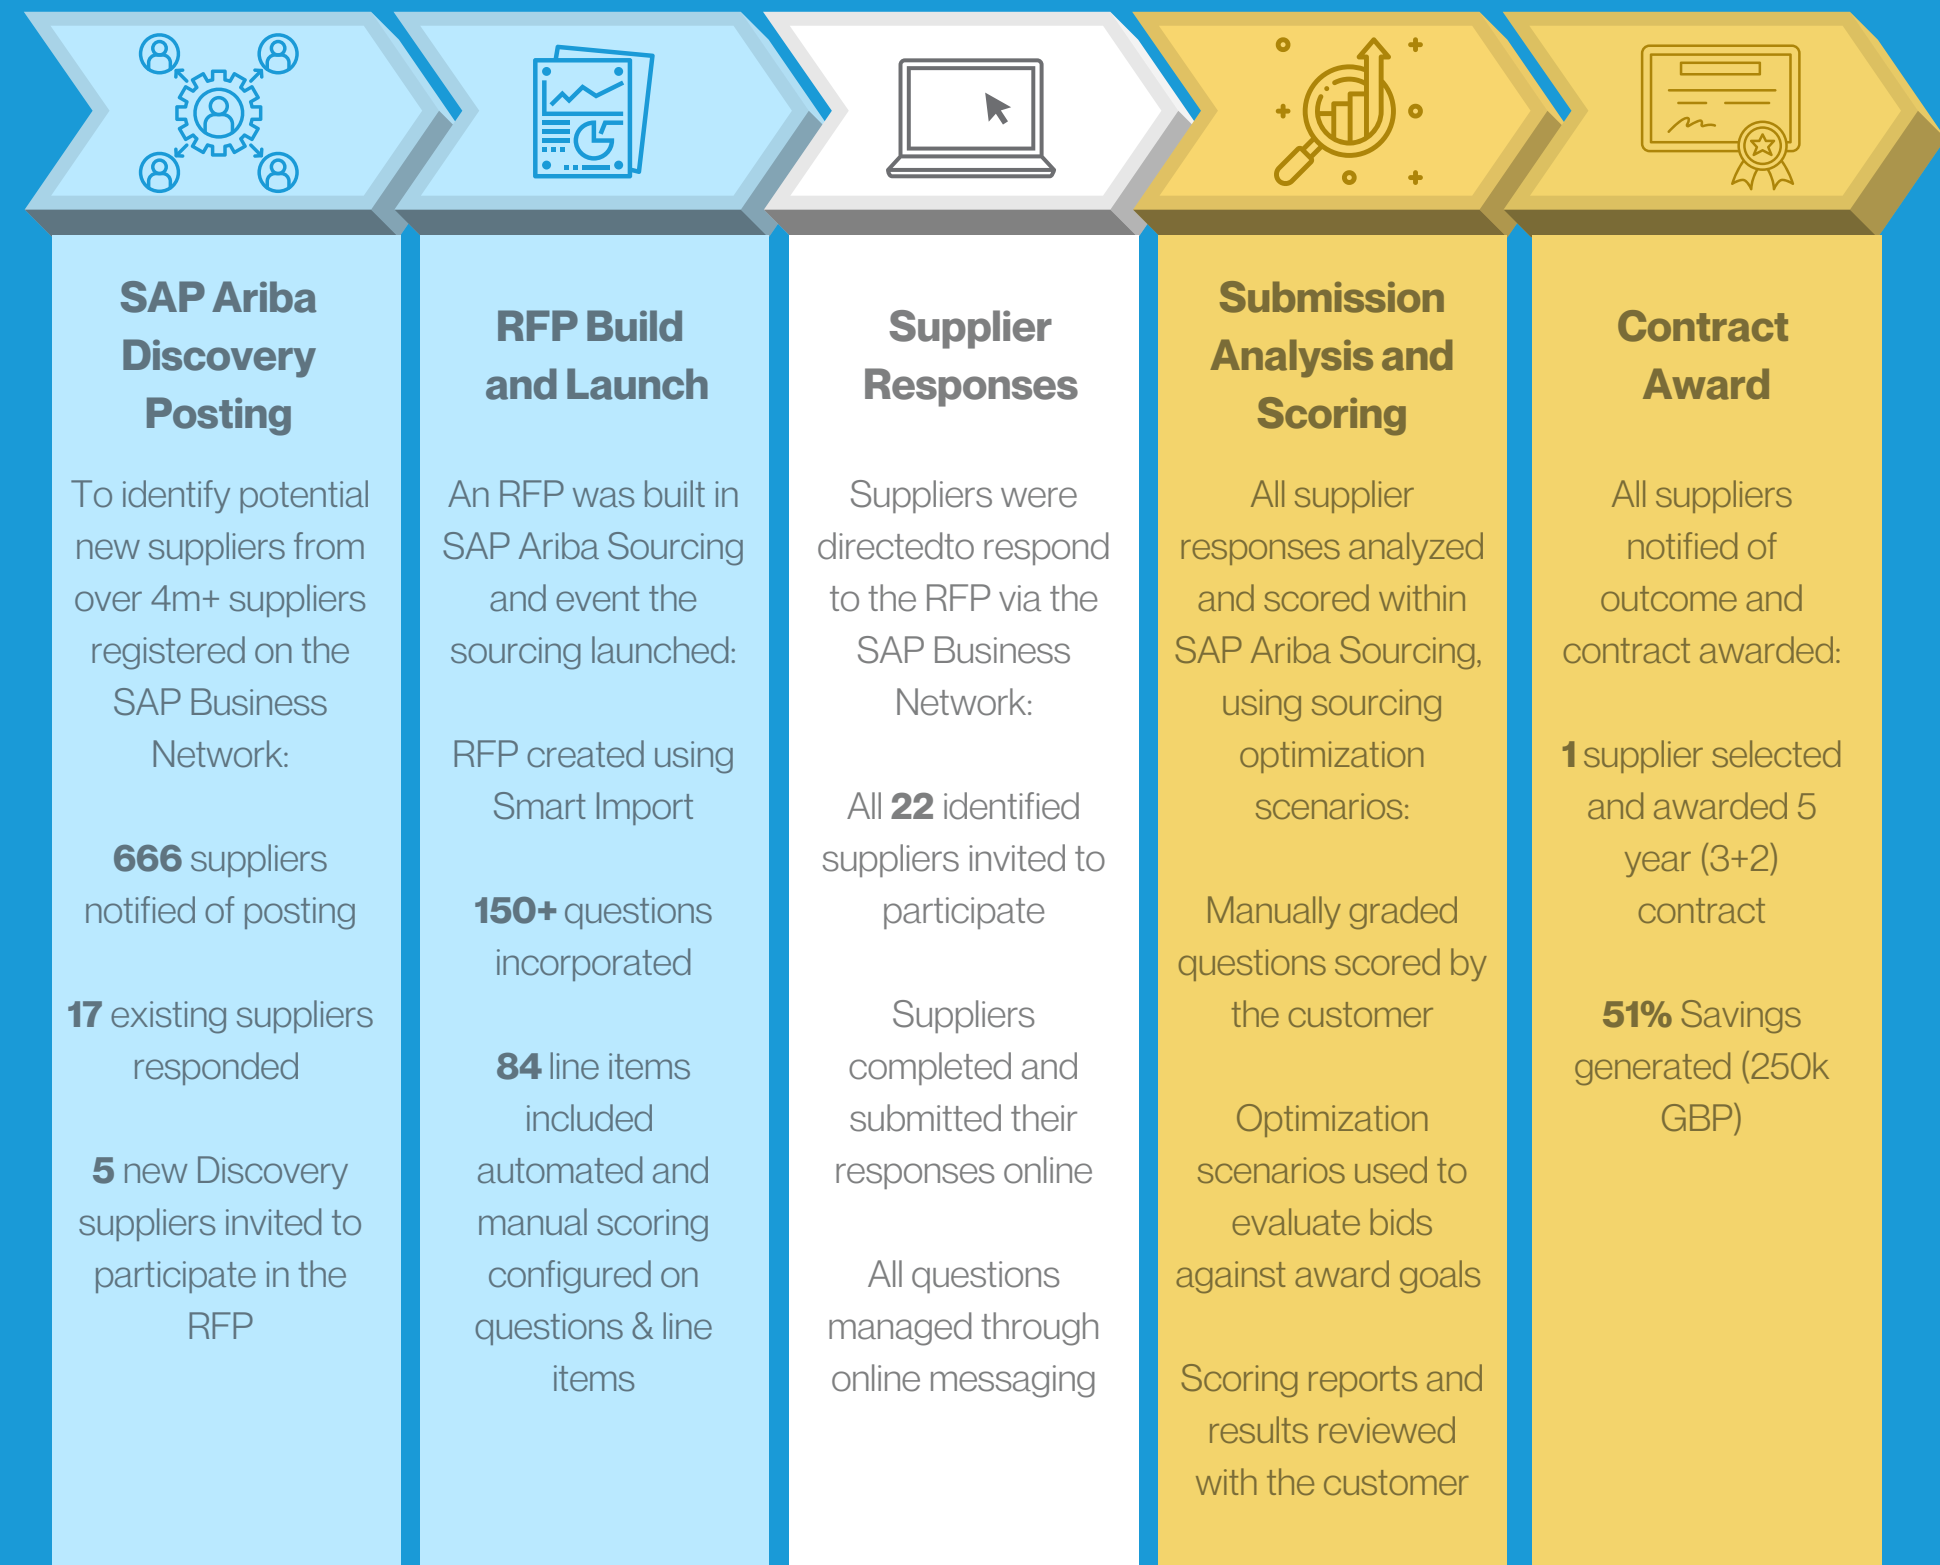 SAP Ariba
Discovery
Posting
To identify potential
new suppliers from
over 4m+ suppliers
registered on the
SAP Business
Network:
666 suppliers
notified of posting
17 existing suppliers
responded
5 new Discovery
suppliers invited to
participate in the
RFP
RFP Build
and Launch
An RFP was built in
SAP Ariba Sourcing
and event the
sourcing launched:
RFP created using
Smart Import
150+ questions
incorporated
84 line items
included
automated and
manual scoring
configured on
questions & line
items
Supplier
Responses
Suppliers were
directedto respond
to the RFP via the
SAP Business
Network:
All 22 identified
suppliers invited to
participate
Suppliers
completed and
submitted their
responses online
All questions
managed through
online messaging
Submission
Analysis and
Scoring
All supplier
responses analyzed
and scored within
SAP Ariba Sourcing,
using sourcing
optimization
scenarios:
Manually graded
questions scored by
the customer
Optimization
scenarios used to
evaluate bids
against award goals
Scoring reports and
results reviewed
with the customer
Contract
Award
All suppliers
notified of
outcome and
contract awarded:
1 supplier selected
and awarded 5
year (3+2)
contract
51% Savings
generated (250k
GBP)